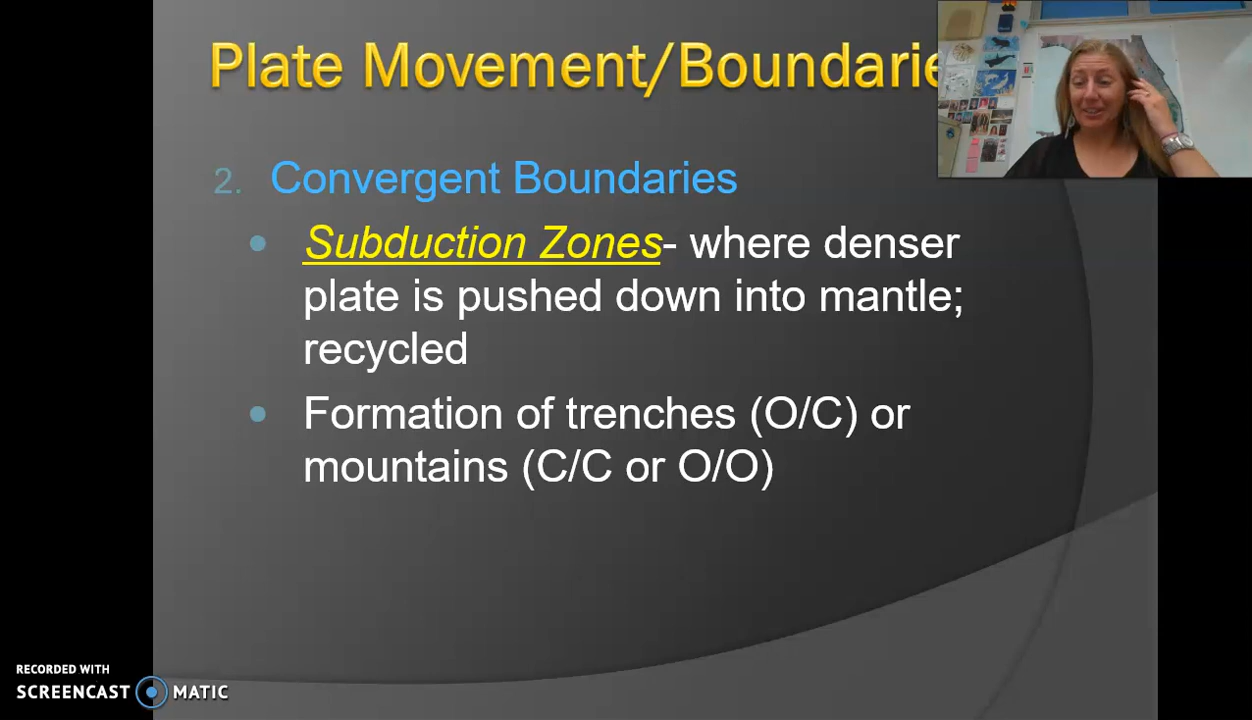 Plate Movement/Boundarie
2. Convergent Boundaries
Subduction Zones- where denser
plate is pushed down into mantle;
recycled
Formation of trenches (O/C) or
mountains (C/C or O/O)
RECORDED WITH
SCREENCAST MATIC